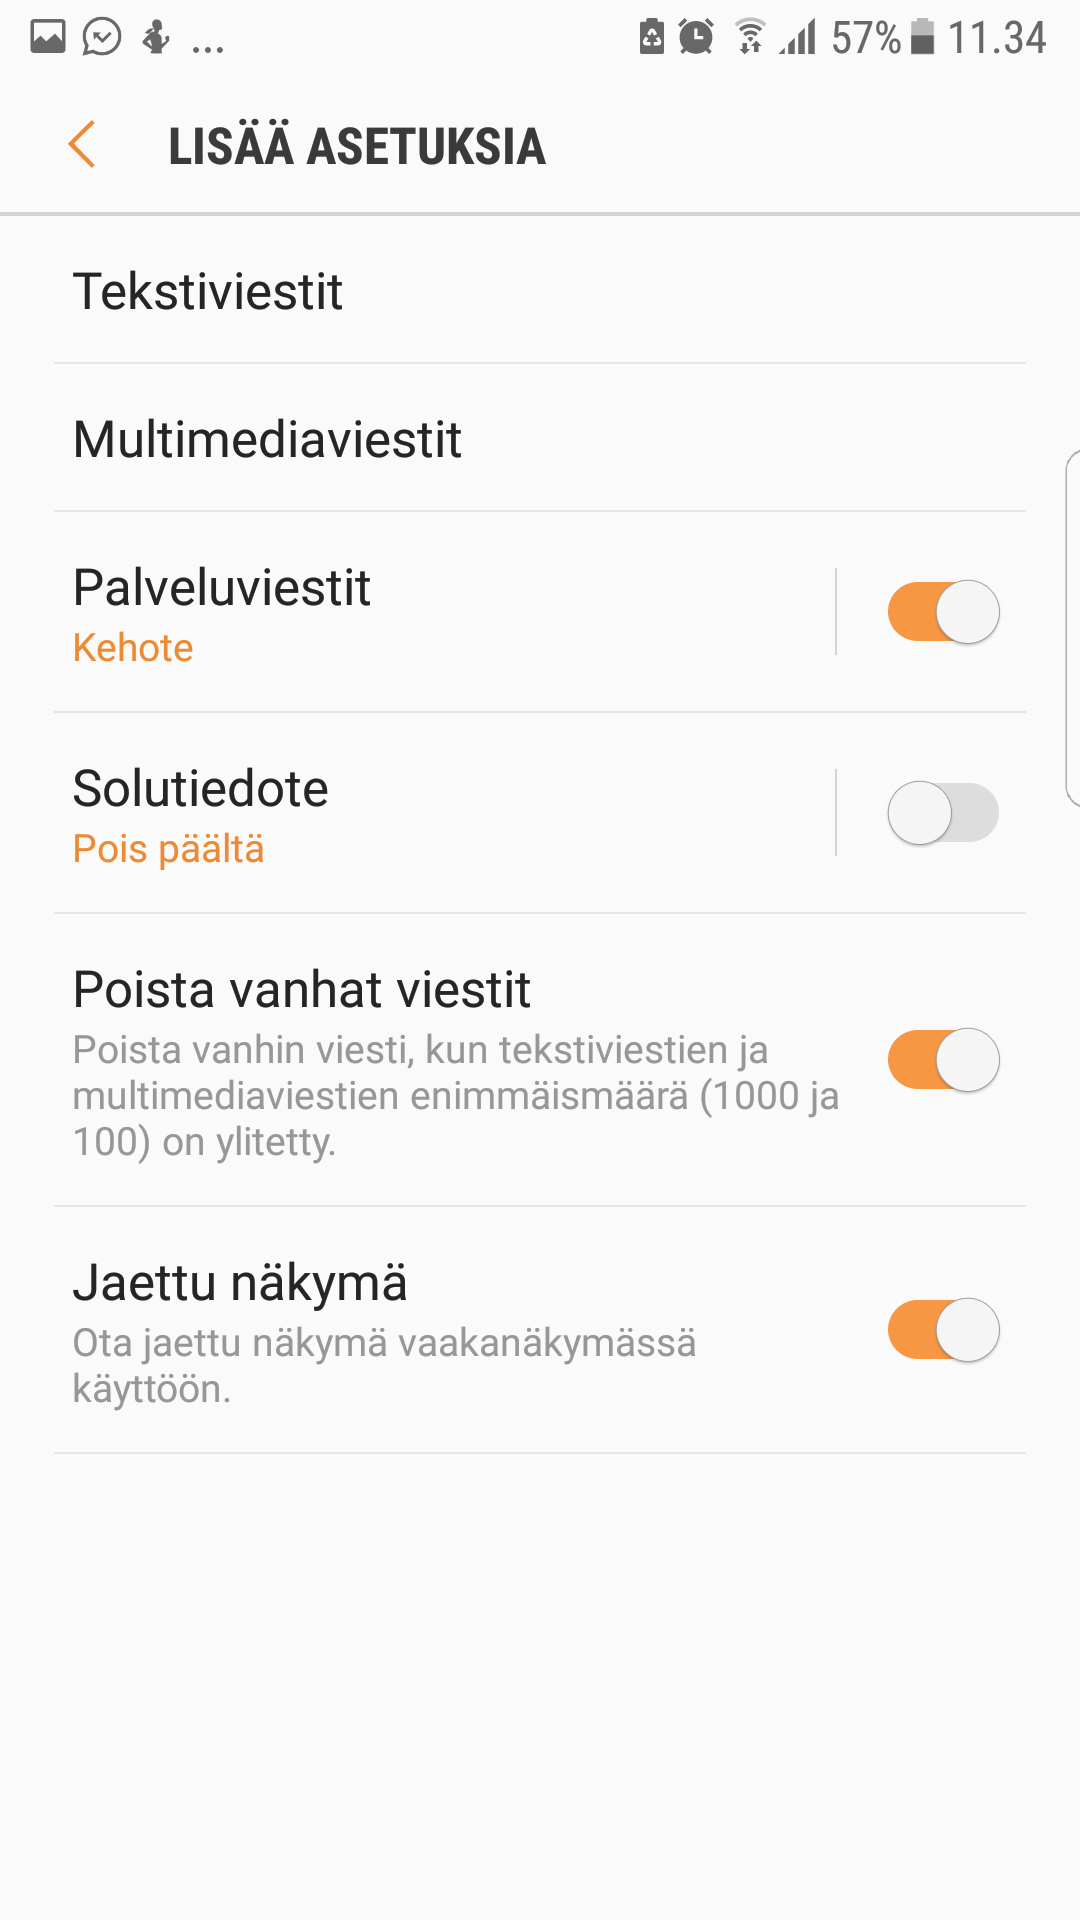 ... 57% 11.34
LISÄÄ ASETUKSIA
Tekstiviestit
Multimediaviestit
Palveluviestit
Kehote
Solutiedote
Pois päältä
Poista vanhat viestit
Poista vanhin viesti, kun tekstiviestien ja
multimediaviestien enimmäismäärä (1000 ja
100) on ylitetty.
Jaettu näkymä
Ota jaettu näkymä vaakanäkymässä
käyttöön.